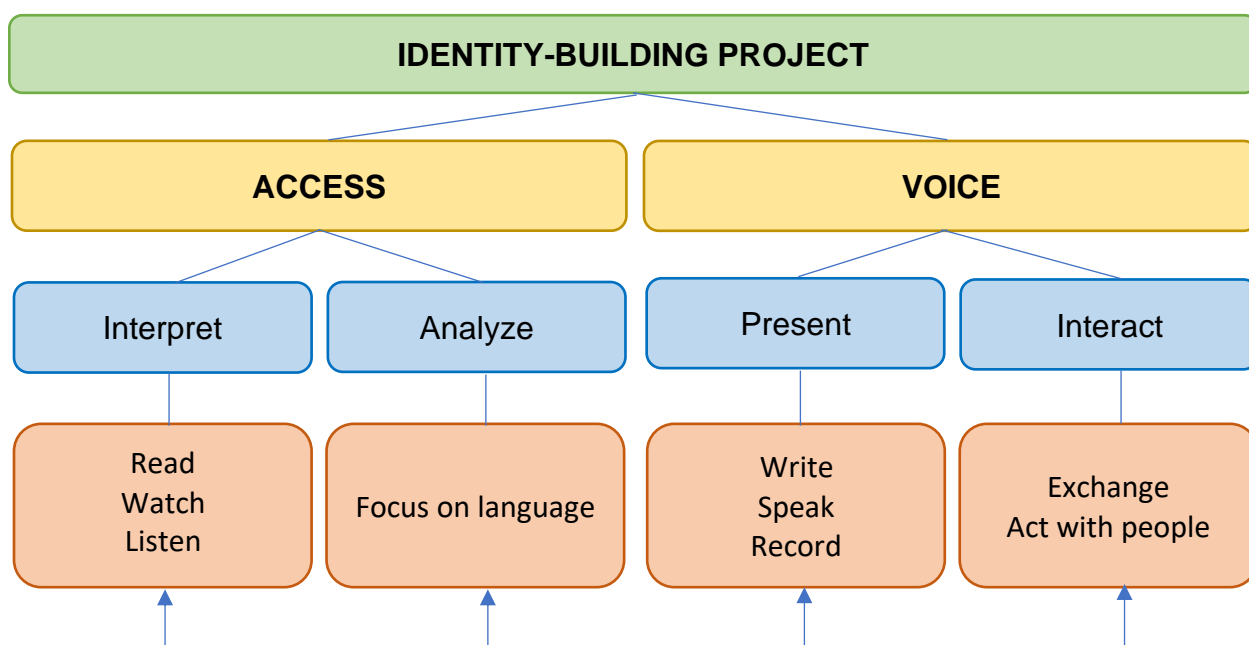 IDENTITY-BUILDING PROJECT
ACCESS
VOICE
Interpret
Analyze
Present
Interact
Read
Watch
Listen
Focus on language
Write
Speak
Record
Exchange
Act with people